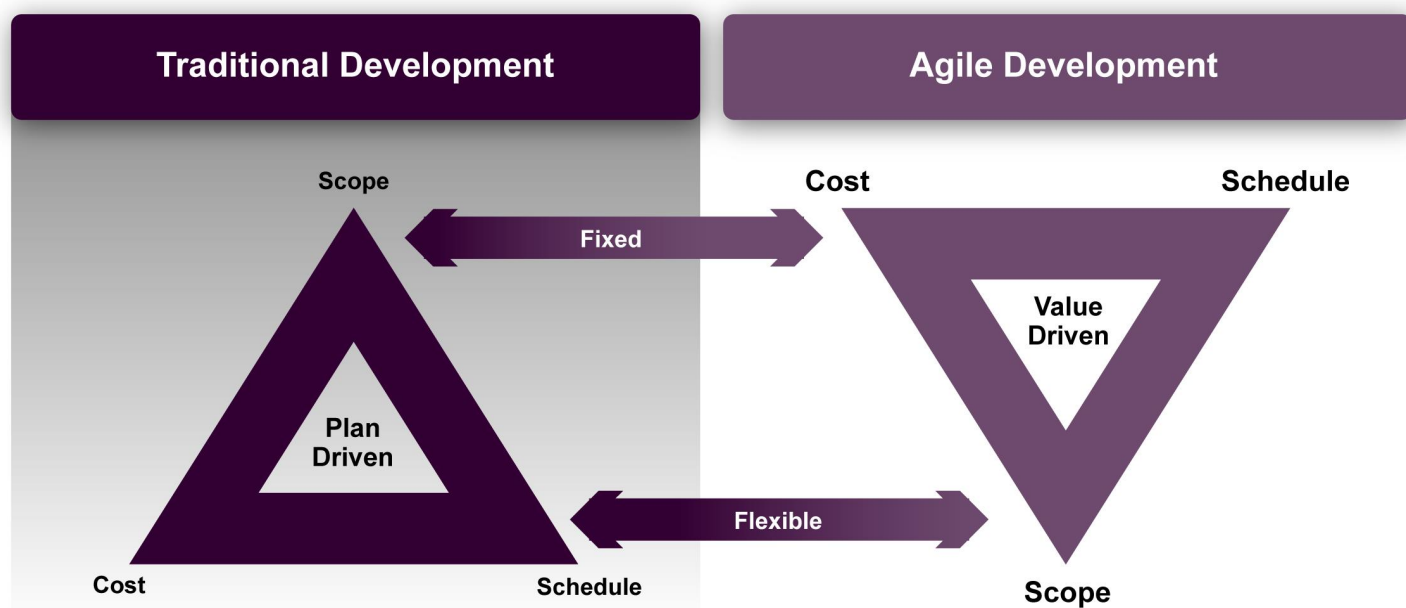 Traditional Development
Agile Development
Scope
Cost
Schedule
Fixed
Value
Driven
Plan
Driven
Flexible
Cost
Schedule
Scope